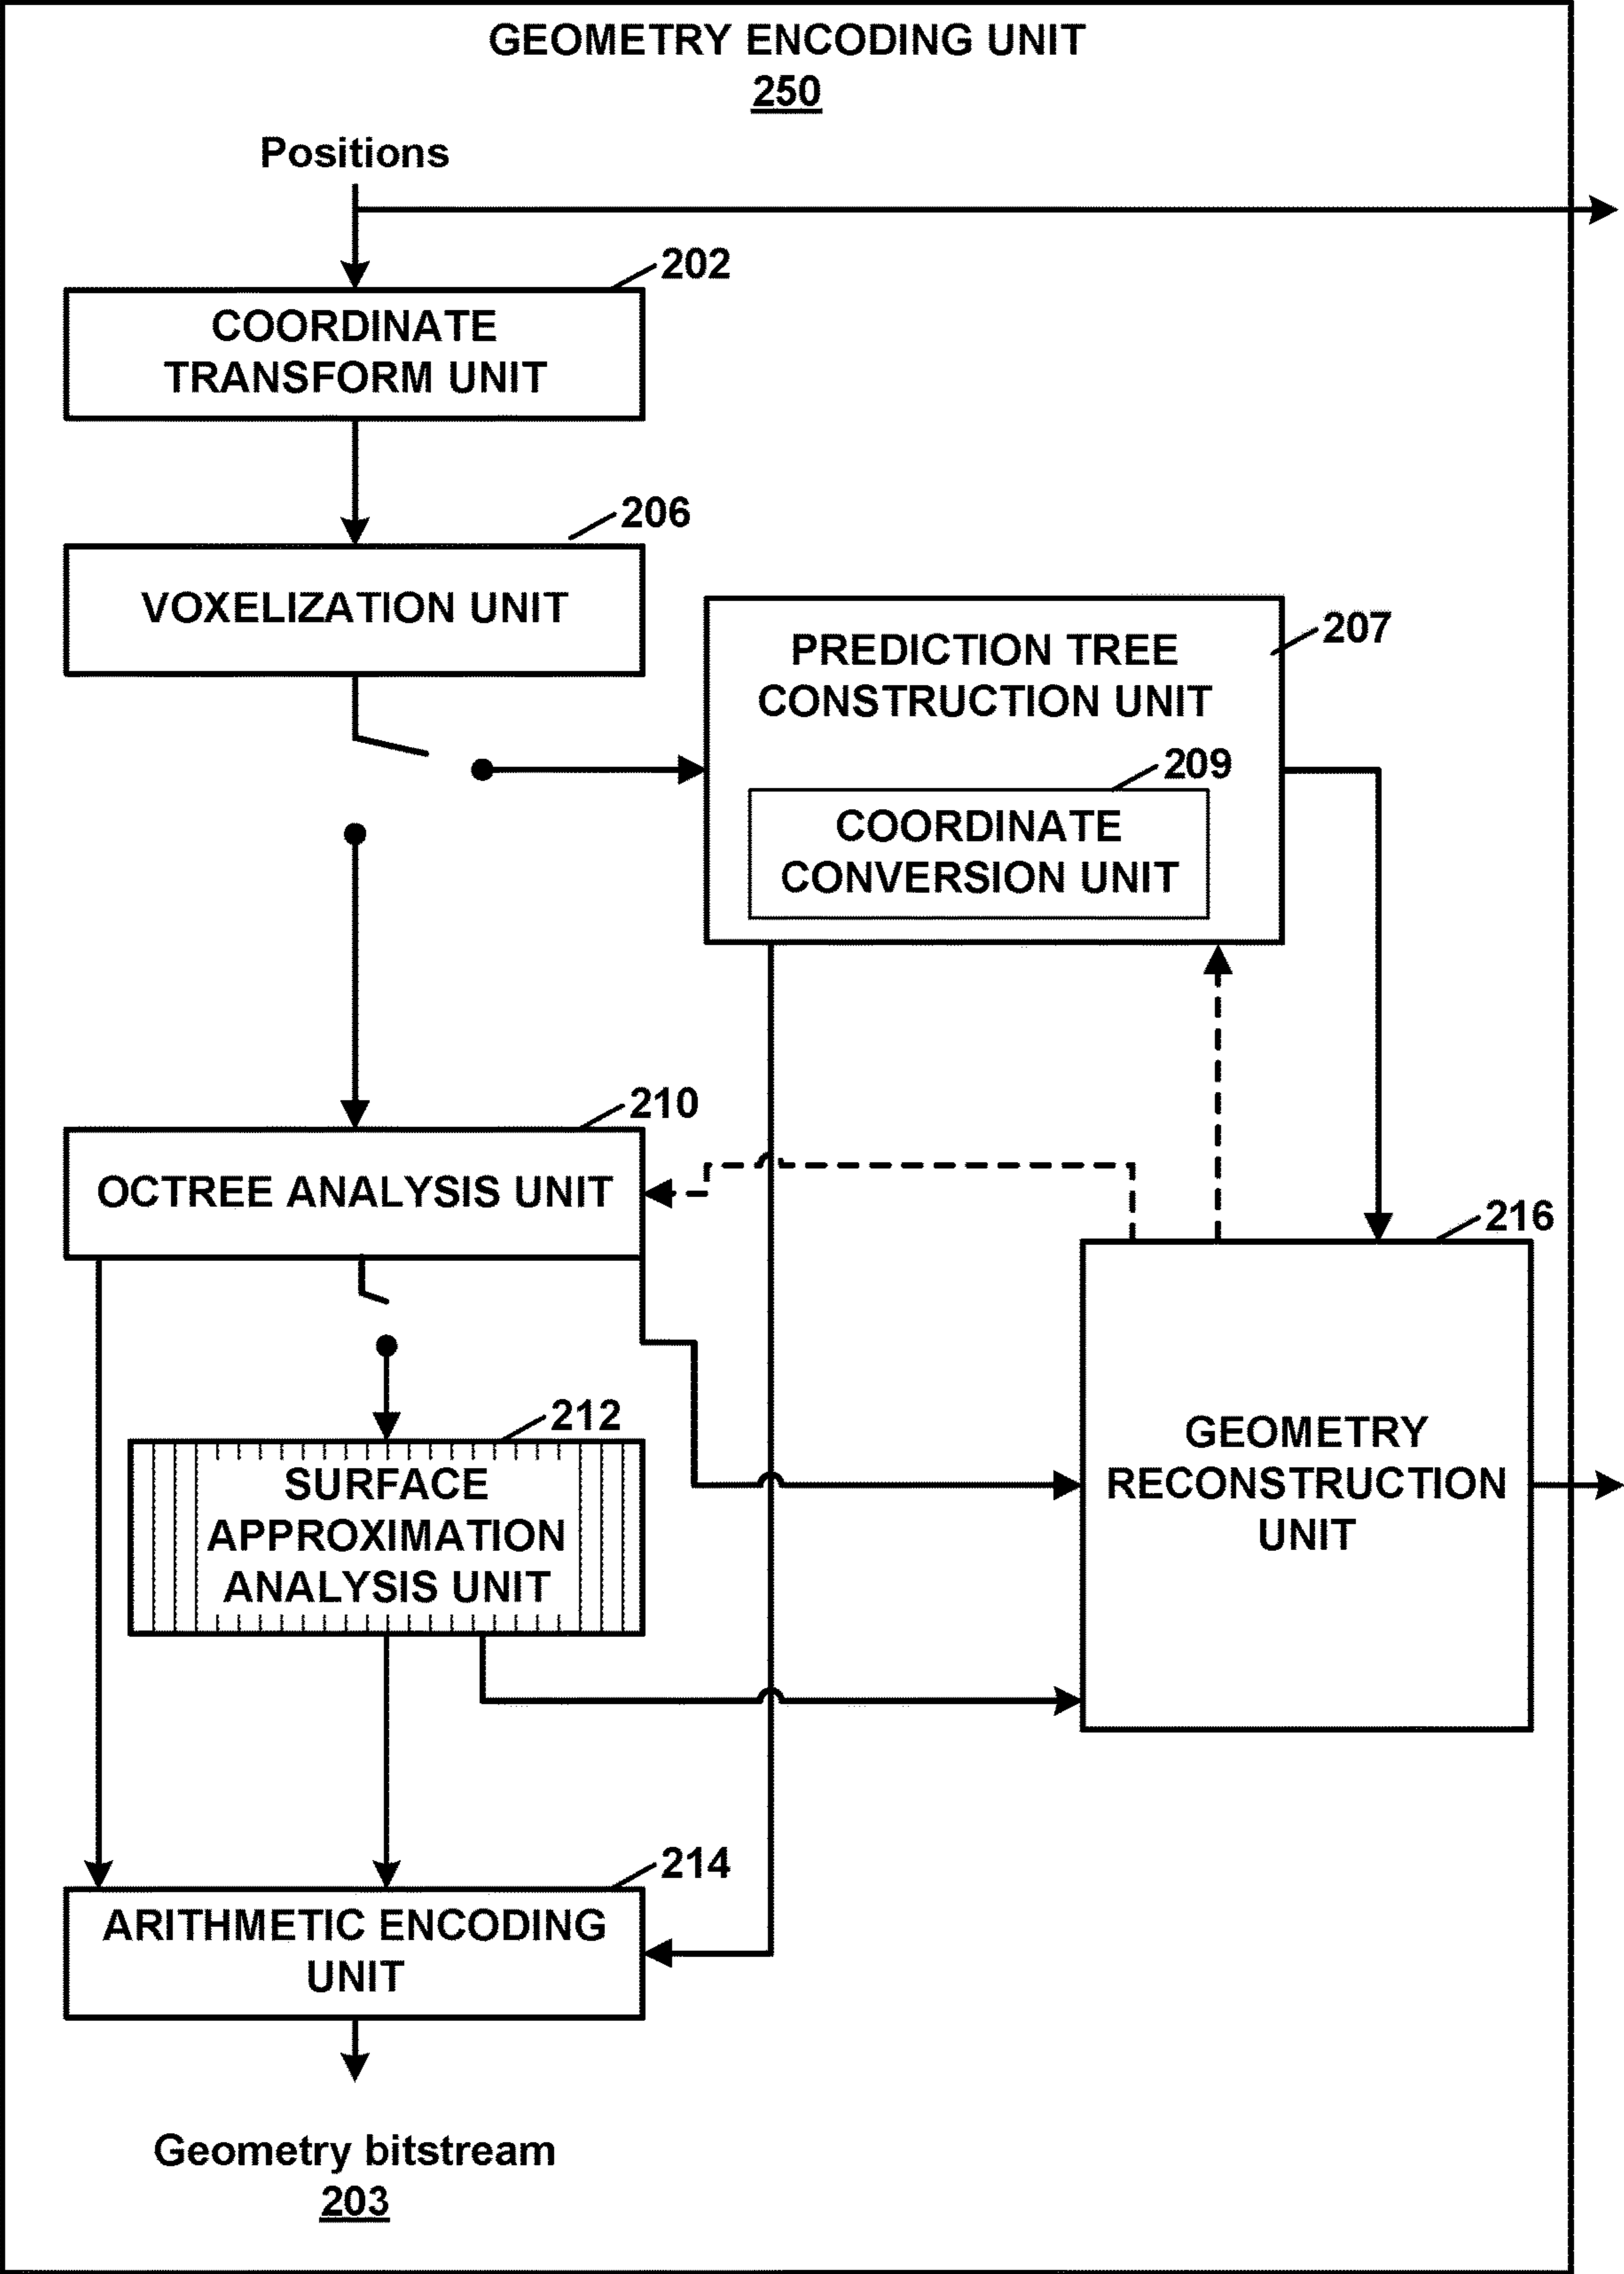 GEOMETRY ENCODING UNIT
250
Positions
202
COORDINATE
TRANSFORM UNIT
206
VOXELIZATION UNIT
207
PREDICTION TREE
CONSTRUCTION UNIT
209
COORDINATE
CONVERSION UNIT
210
OCTREE ANALYSIS UNIT
216
GEOMETRY
RECONSTRUCTION
UNIT
212
SURFACE
APPROXIMATION
ANALYSIS UNIT
214
ARITHMETIC ENCODING
UNIT
Geometry bitstream
203